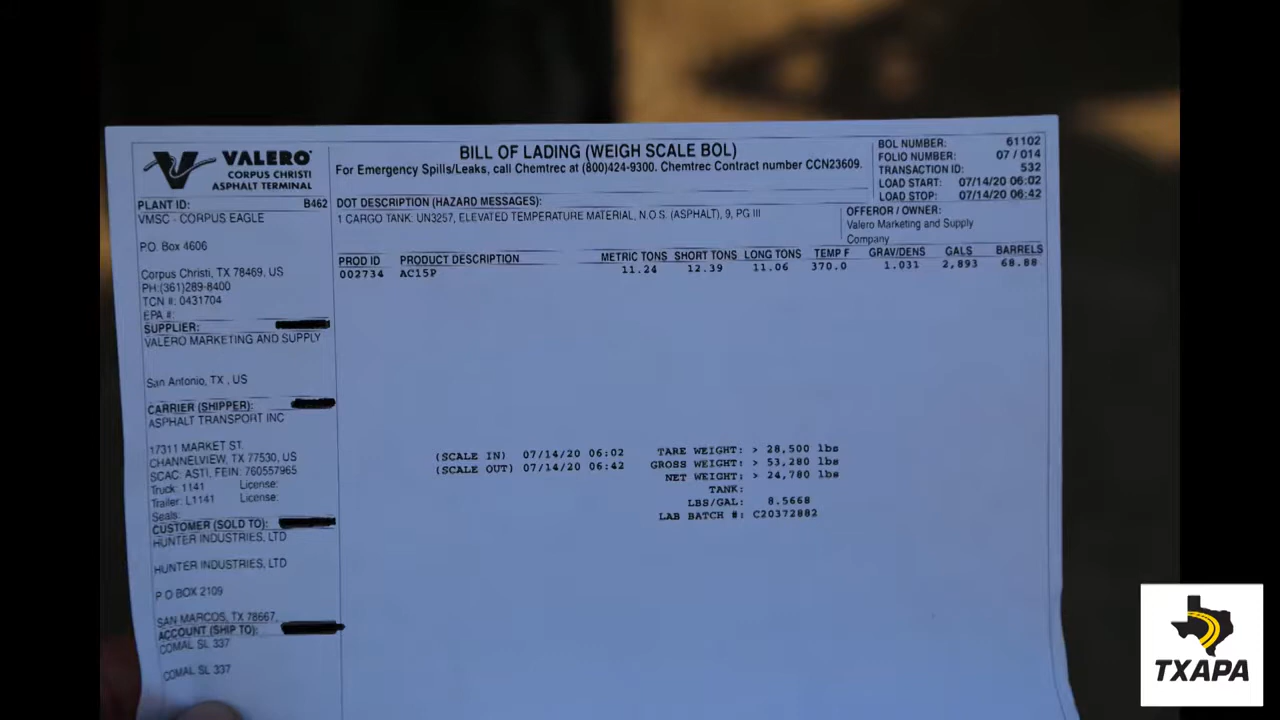 VALERO
CORPUS CHRISTI
ASPHALT TERMINAL
PLANT ID: B462
VMSC - CORPUS EAGLE
P.O. Box 4606
Corpus Christi, TX 78469, US
PH:(361)289-8400
TCN #: 0431704
EPA #:
SUPPLIER:
VALERO MARKETING AND SUPPLY
San Antonio, TX , US
CARRIER (SHIPPER):
ASPHALT TRANSPORT INC
17311 MARKET ST.
CHANNELVIEW, TX 77530, US
SCAC: ASTI, FEIN: 760557965
Truck: 1141 License:
Trailer: L1141 License:
Seals:
CUSTOMER (SOLD TO):
HUNTER INDUSTRIES, LTD
HUNTER INDUSTRIES, LTD
P O BOX 2109
SAN MARCOS, TX 78667,
ACCOUNT (SHIP TO):
COMAL SL 337
COMAL SL 337
BILL OF LADING (WEIGH SCALE BOL)
For Emergency Spills/Leaks, call Chemtrec at (800)424-9300. Chemtrec Contract number CCN23609.
BOL NUMBER: 61102
FOLIO NUMBER: 07 / 014
TRANSACTION ID: 532
LOAD START: 07/14/20 06:02
LOAD STOP: 07/14/20 06:42
DOT DESCRIPTION (HAZARD MESSAGES):
1 CARGO TANK: UN3257, ELEVATED TEMPERATURE MATERIAL, N.O.S. (ASPHALT), 9, PG III
OFFEROR / OWNER:
Valero Marketing and Supply
Company
PROD ID PRODUCT DESCRIPTION METRIC TONS SHORT TONS LONG TONS TEMP F GRAV/DENS GALS BARRELS
002734 AC15P 11.24 12.39 11.06 370.0 1.031 2,893 68.88
(SCALE IN) 07/14/20 06:02 TARE WEIGHT: > 28,500 lbs
(SCALE OUT) 07/14/20 06:42 GROSS WEIGHT: > 53,280 lbs
NET WEIGHT: > 24,780 lbs
TANK:
LBS/GAL: 8.5668
LAB BATCH #: C20372882
TXAPA